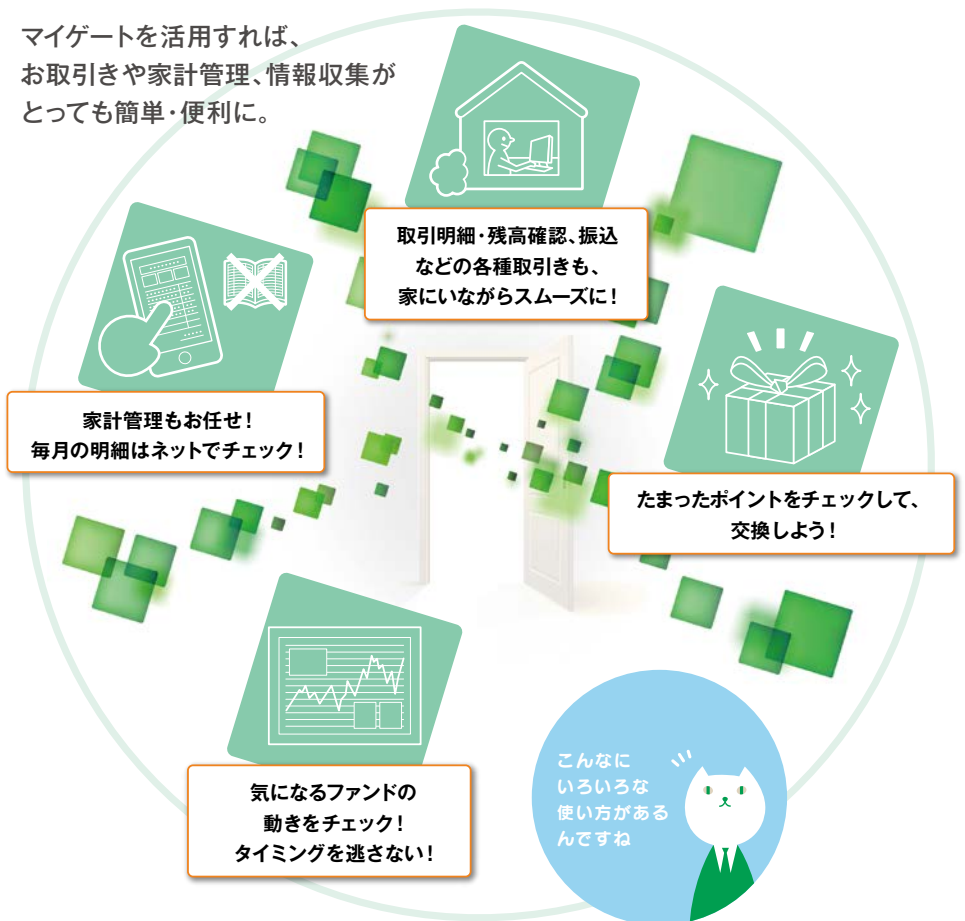 マイゲートを活用すれば、
お取引きや家計管理、情報収集が
とっても簡単・便利に。
取引明細・残高確認、振込
などの各種取引きも、
家にいながらスムーズに！
家計管理もお任せ！
毎月の明細はネットでチェック！
たまったポイントをチェックして、
交換しよう！
気になるファンドの
動きをチェック！
タイミングを逃さない！
こんなに
いろいろな
使い方がある
んですね